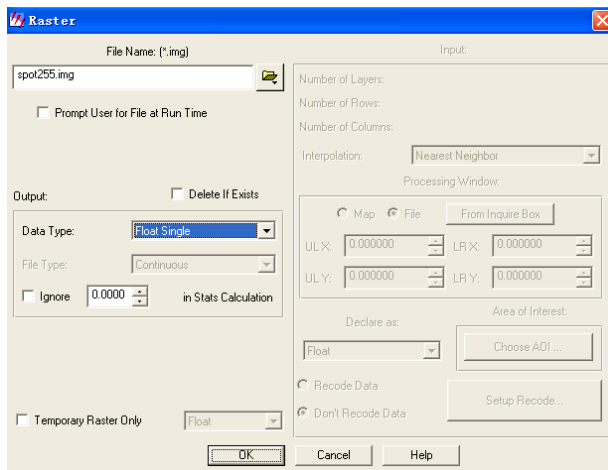 Raster
File Name: (*.img)
spot255.img
Prompt User for File at Run Time
Output:
Delete If Exists
Data Type:
Float Single
File Type:
Continuous
Ignore
0.0000
in Stats Calculation
Temporary Raster Only
Float
Input:
Number of Layers:
Number of Rows:
Number of Columns:
Interpolation:
Nearest Neighbor
Processing Window:
Map
File
From Inquire Box
UL X:
0.000000
LR X:
0.000000
UL Y:
0.000000
LR Y:
0.000000
Declare as:
Area of Interest:
Float
Choose AOI ...
Recode Data
Don't Recode Data
Setup Recode...
OK
Cancel
Help